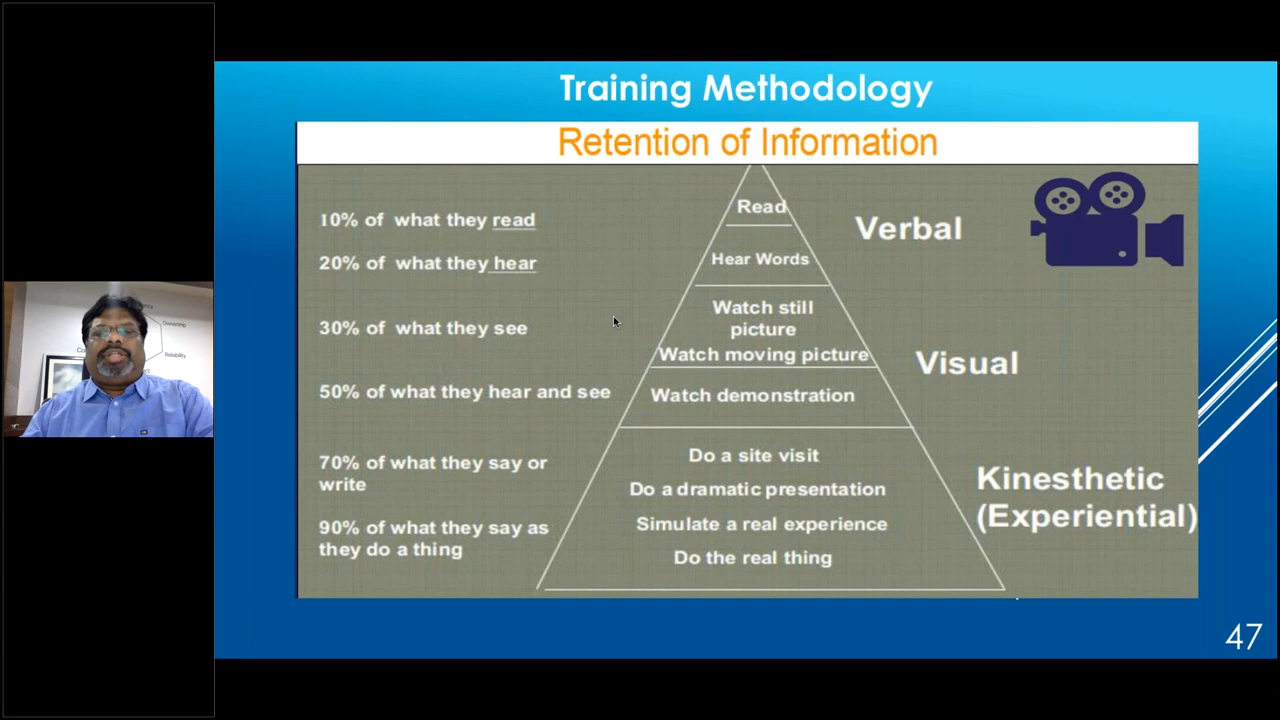 Training Methodology
Retention of Information
10% of what they read
20% of what they hear
30% of what they see
50% of what they hear and see
70% of what they say or
write
90% of what they say as
they do a thing
Read
Hear Words
Watch still
picture
Watch moving picture
Watch demonstration
Do a site visit
Do a dramatic presentation
Simulate a real experience
Do the real thing
Verbal
Visual
Kinesthetic
(Experiential)
47
Ownership
Reliability